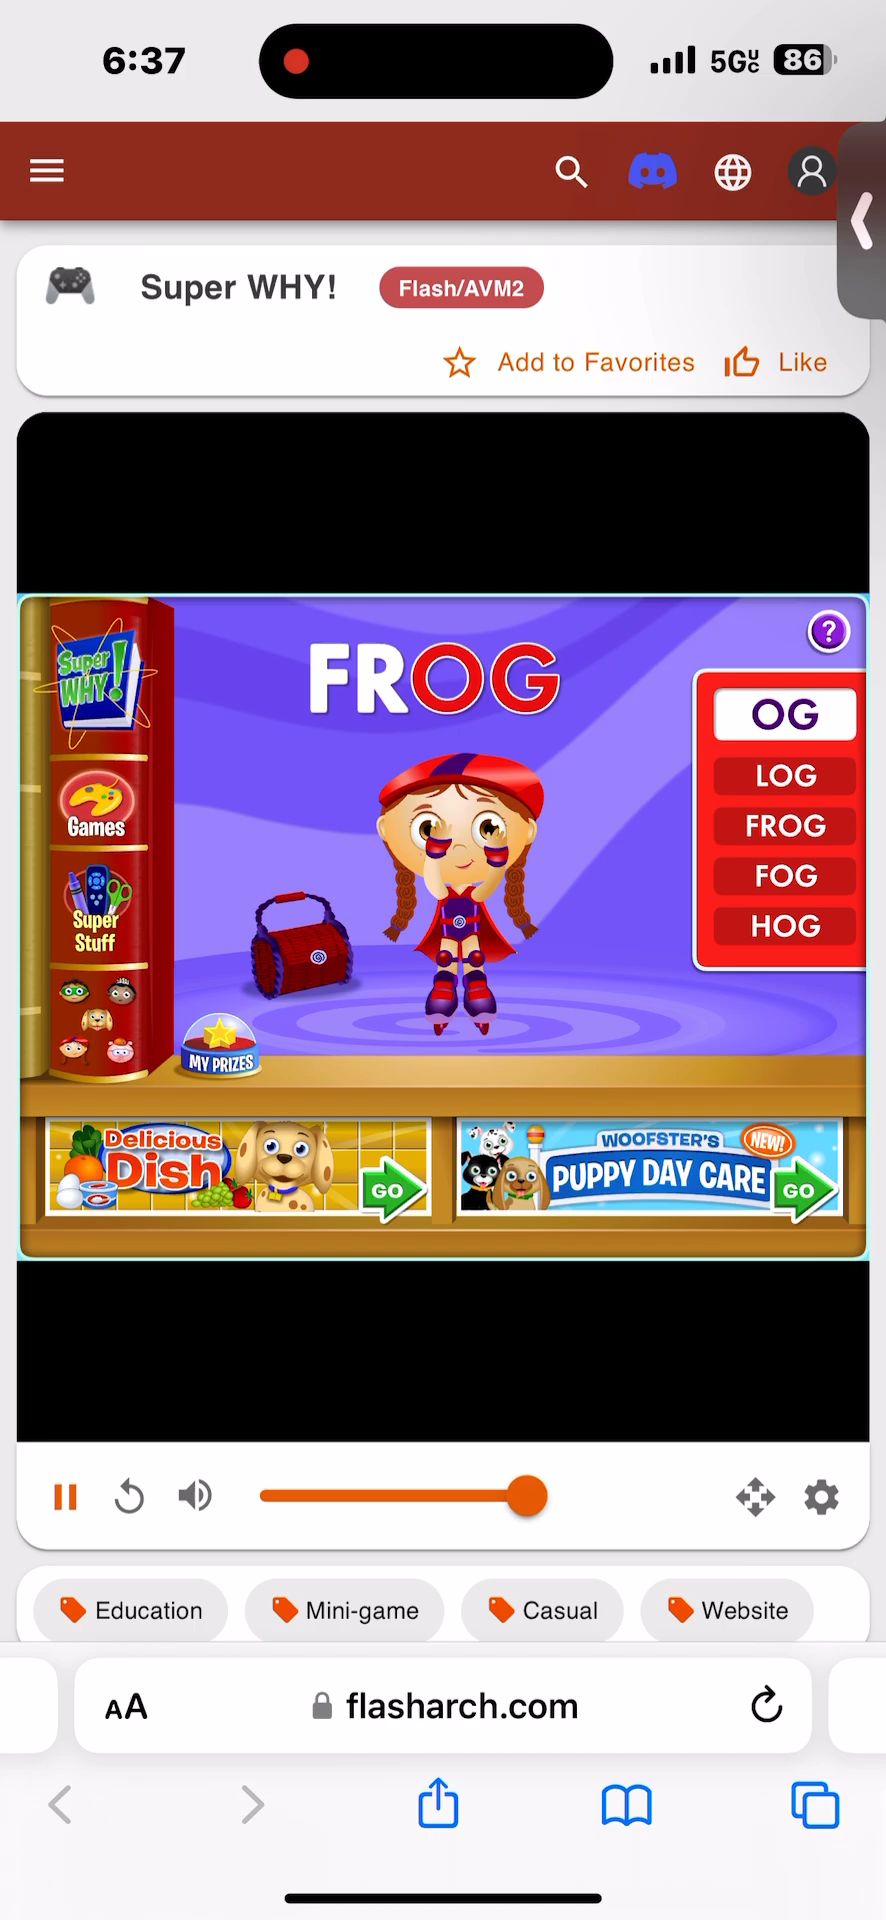 6:37
5GUC
86
Super WHY!
Flash/AVM2
Add to Favorites
Like
Super WHY!
FROG
?
OG
LOG
FROG
FOG
HOG
Games
Super
Stuff
MY PRIZES
Delicious
Dish
GO
WOOFSTER'S
NEW!
PUPPY DAY CARE
GO
Education
Mini-game
Casual
Website
AA
flasharch.com